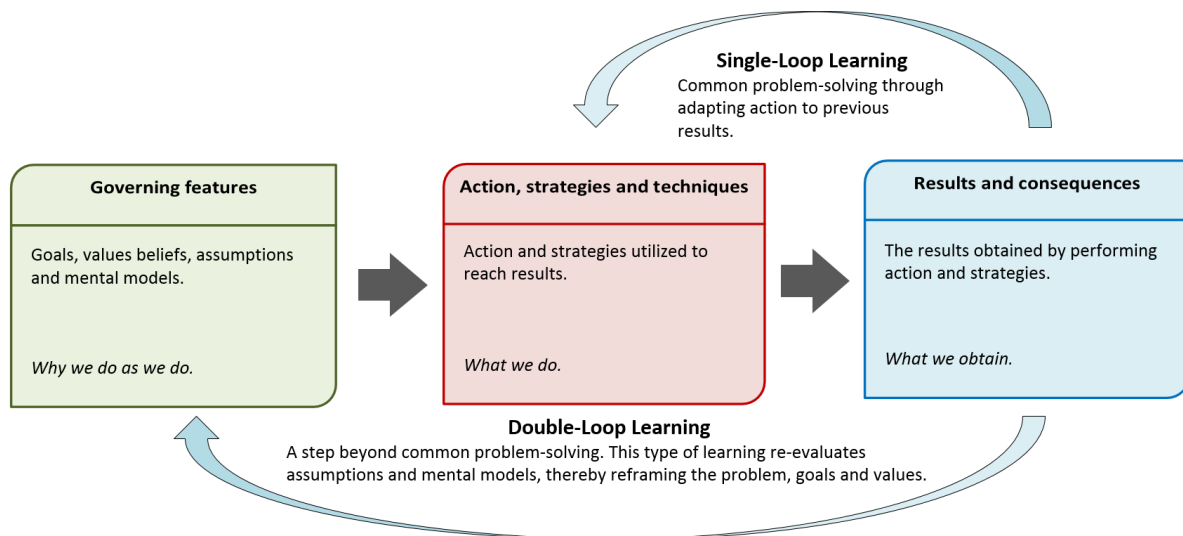 Single-Loop Learning
Common problem-solving through
adapting action to previous
results.
Governing features
Goals, values beliefs, assumptions
and mental models.
Why we do as we do.
Action, strategies and techniques
Action and strategies utilized to
reach results.
What we do.
Results and consequences
The results obtained by performing
action and strategies.
What we obtain.
Double-Loop Learning
A step beyond common problem-solving. This type of learning re-evaluates
assumptions and mental models, thereby reframing the problem, goals and values.